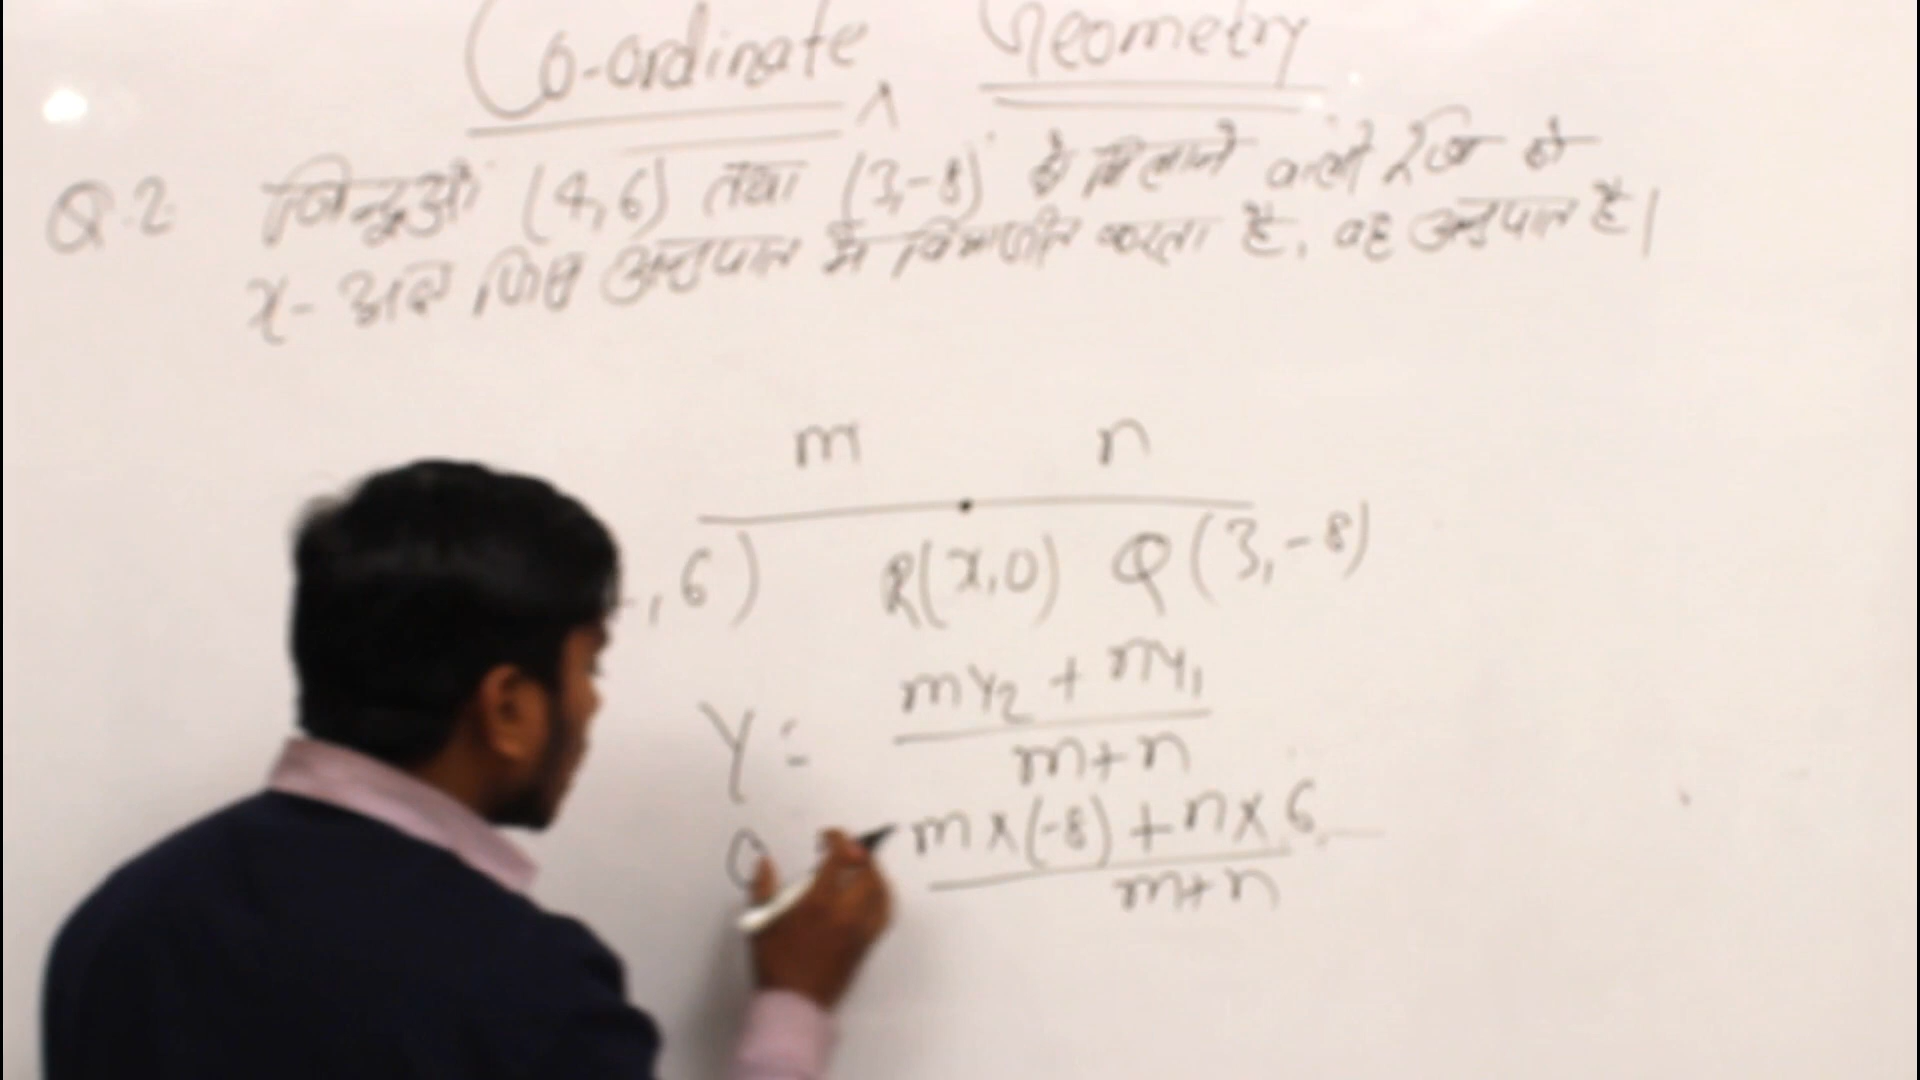 Co-ordinate Geometry
Q.2 बिन्दुओं (4,6) तथा (3,-8) के मिलाने वाली रेखा को
x- अक्ष किस अनुपात में विभाजीत करता है, वह अनुपात है।
m n
,6) R(x,0) Q(3,-8)
Y = my₂ + ny₁
m+n
0 = m×(-8)+n×6
m+n